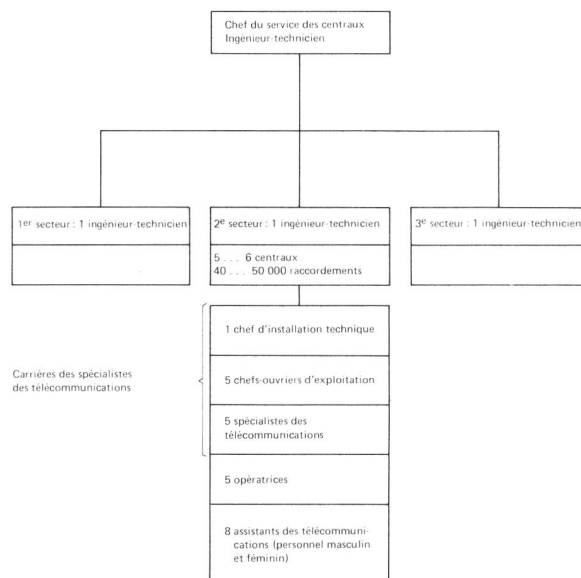 Chef du service des centraux
Ingénieur-technicien
1er secteur : 1 ingénieur-technicien
2e secteur : 1 ingénieur-technicien
3e secteur : 1 ingénieur-technicien
5 . . . 6 centraux
40 . . . 50 000 raccordements
1 chef d'installation technique
Carrières des spécialistes
des télécommunications
5 chefs-ouvriers d'exploitation
5 spécialistes des
télécommunications
5 opératrices
8 assistants des télécommuni-
cations (personnel masculin
et féminin)